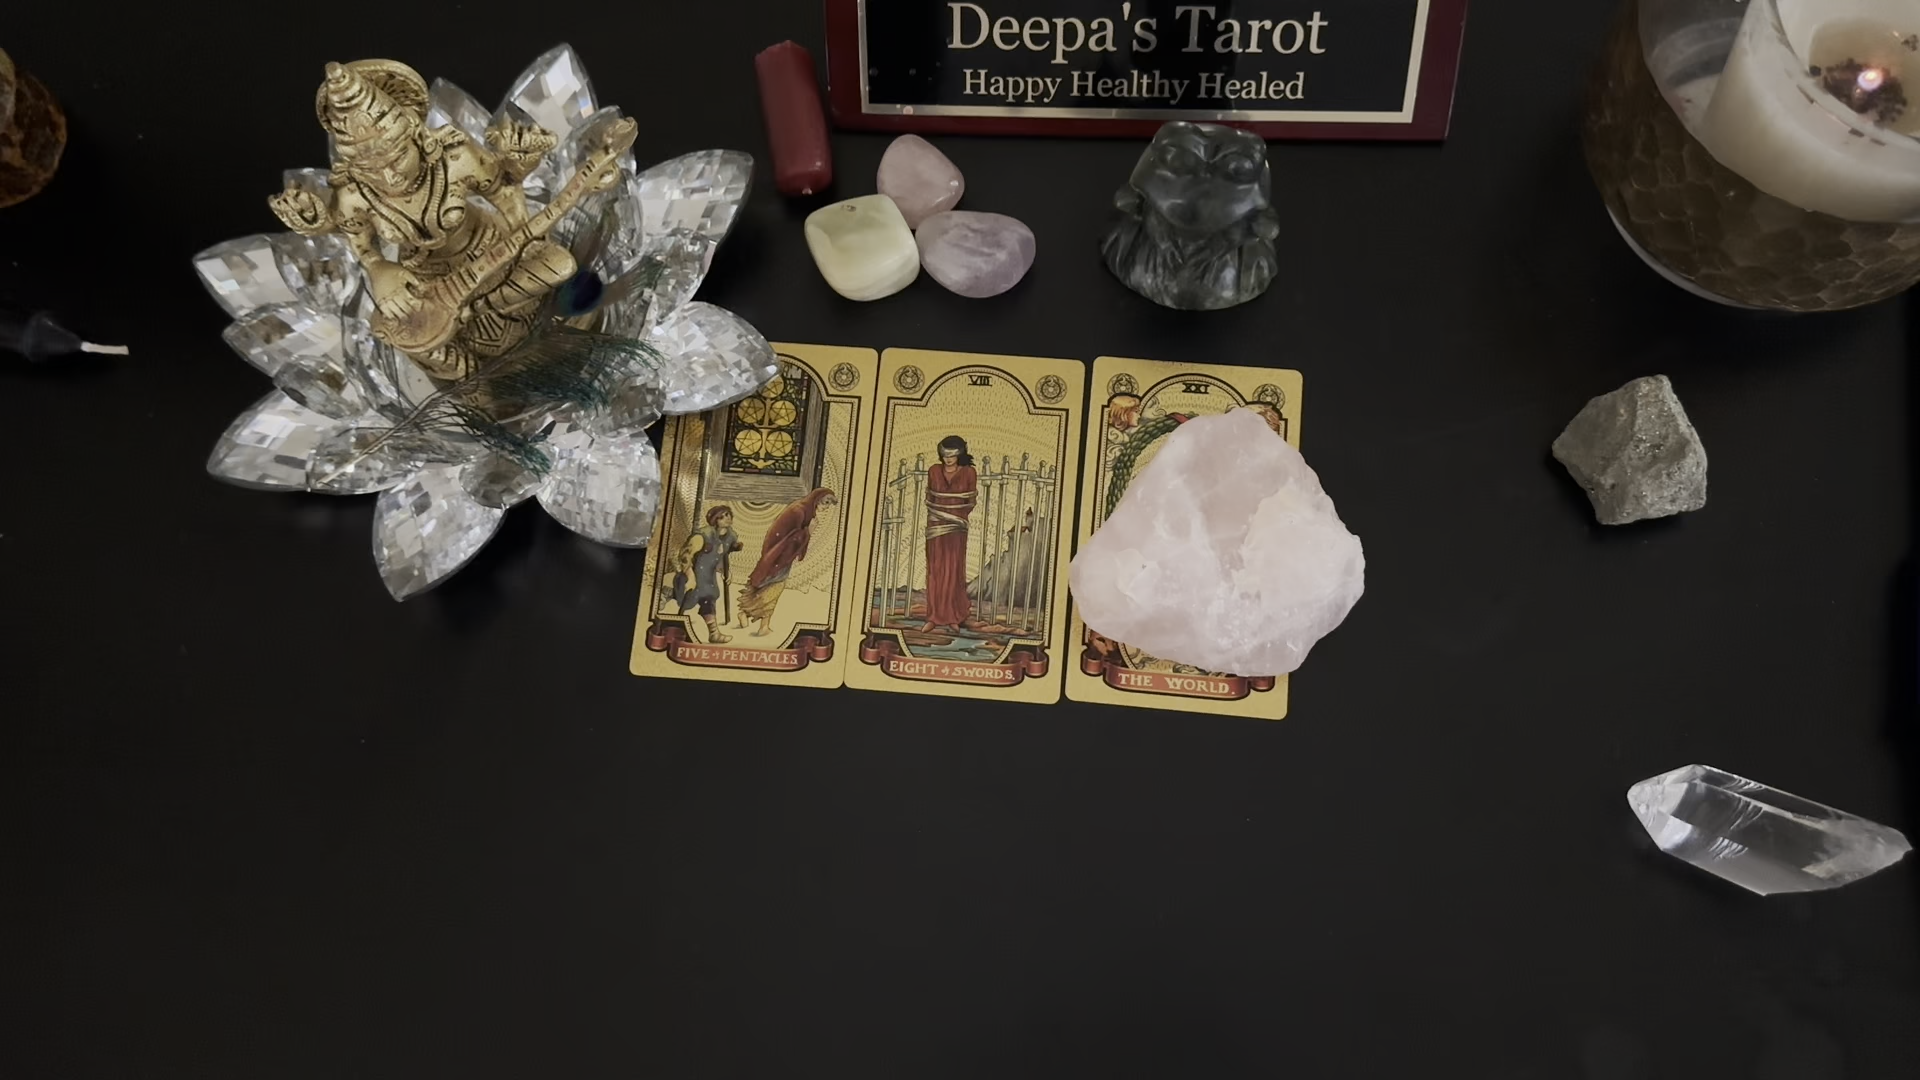 Deepa's Tarot
Happy Healthy Healed
VIII
XXI
FIVE of PENTACLES
EIGHT of SWORDS.
THE WORLD.